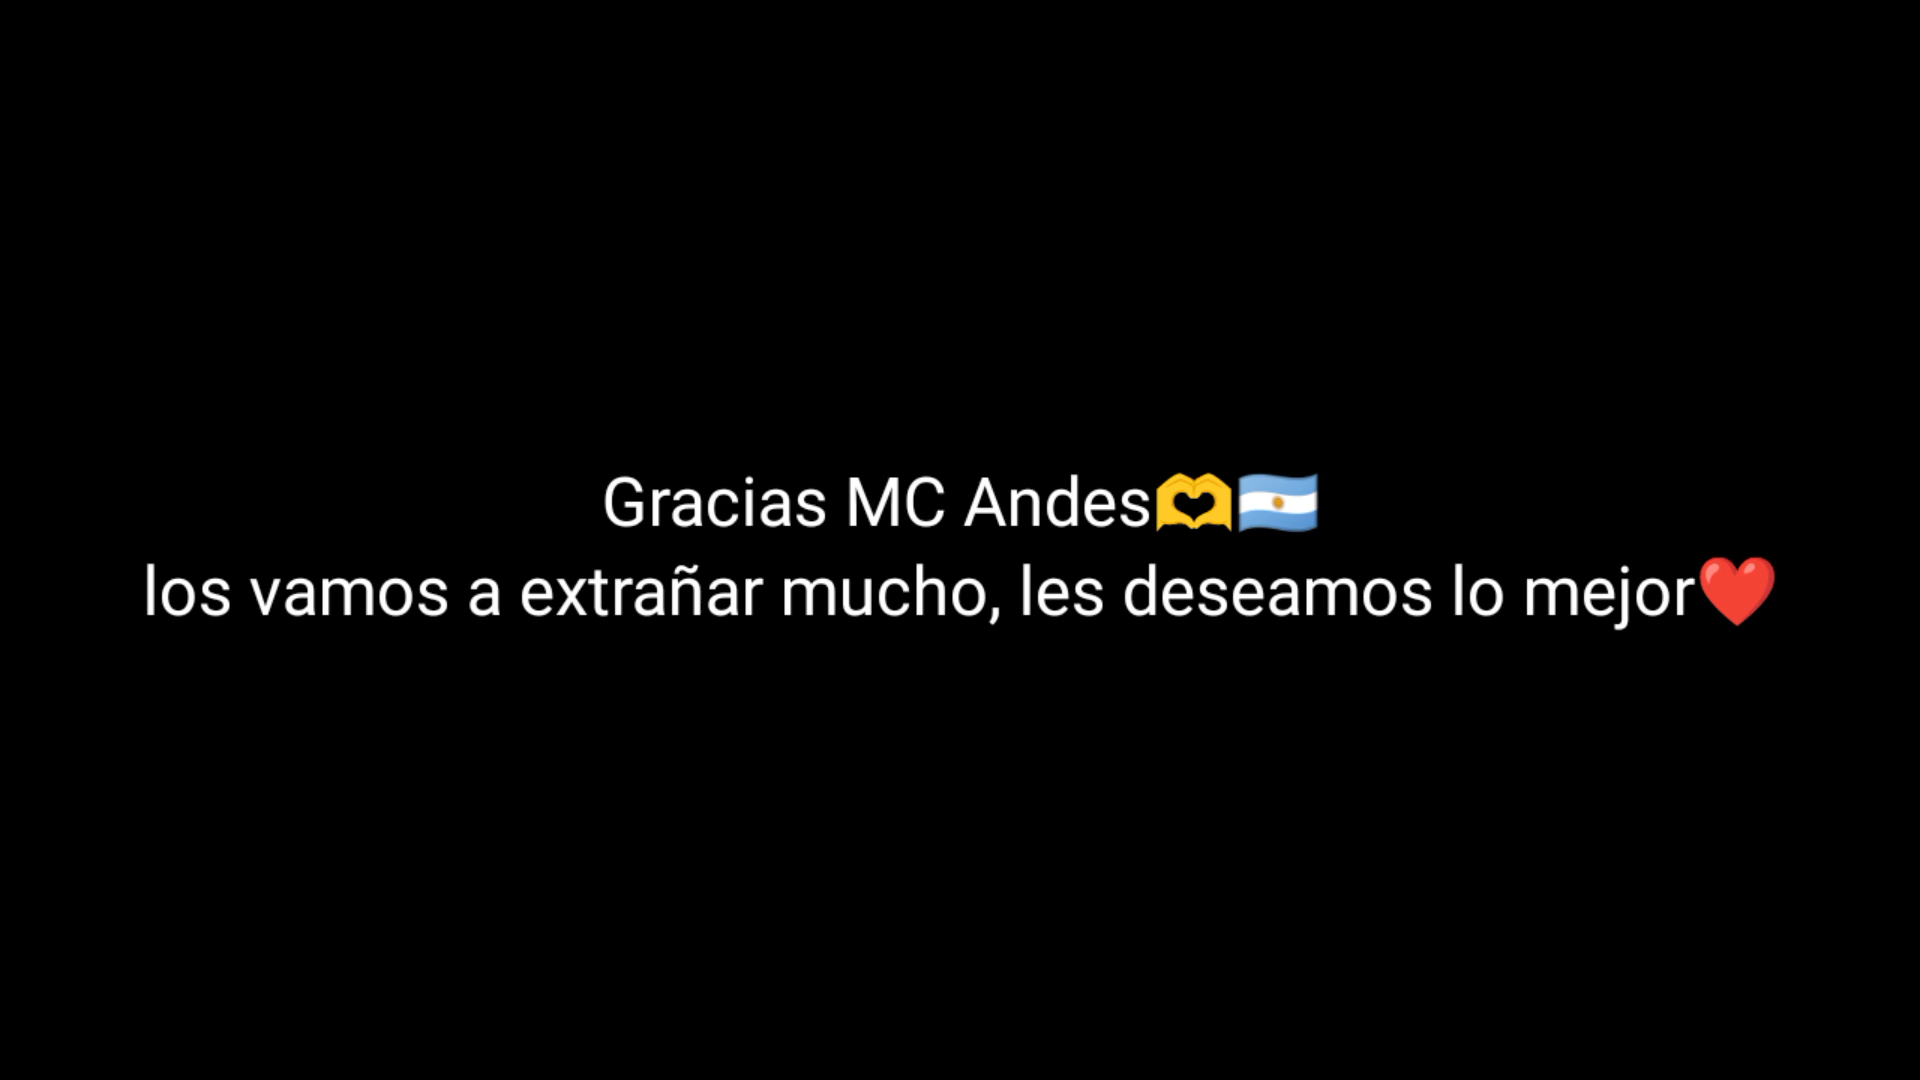 Gracias MC Andes🫶🇦🇷
los vamos a extrañar mucho, les deseamos lo mejor❤️